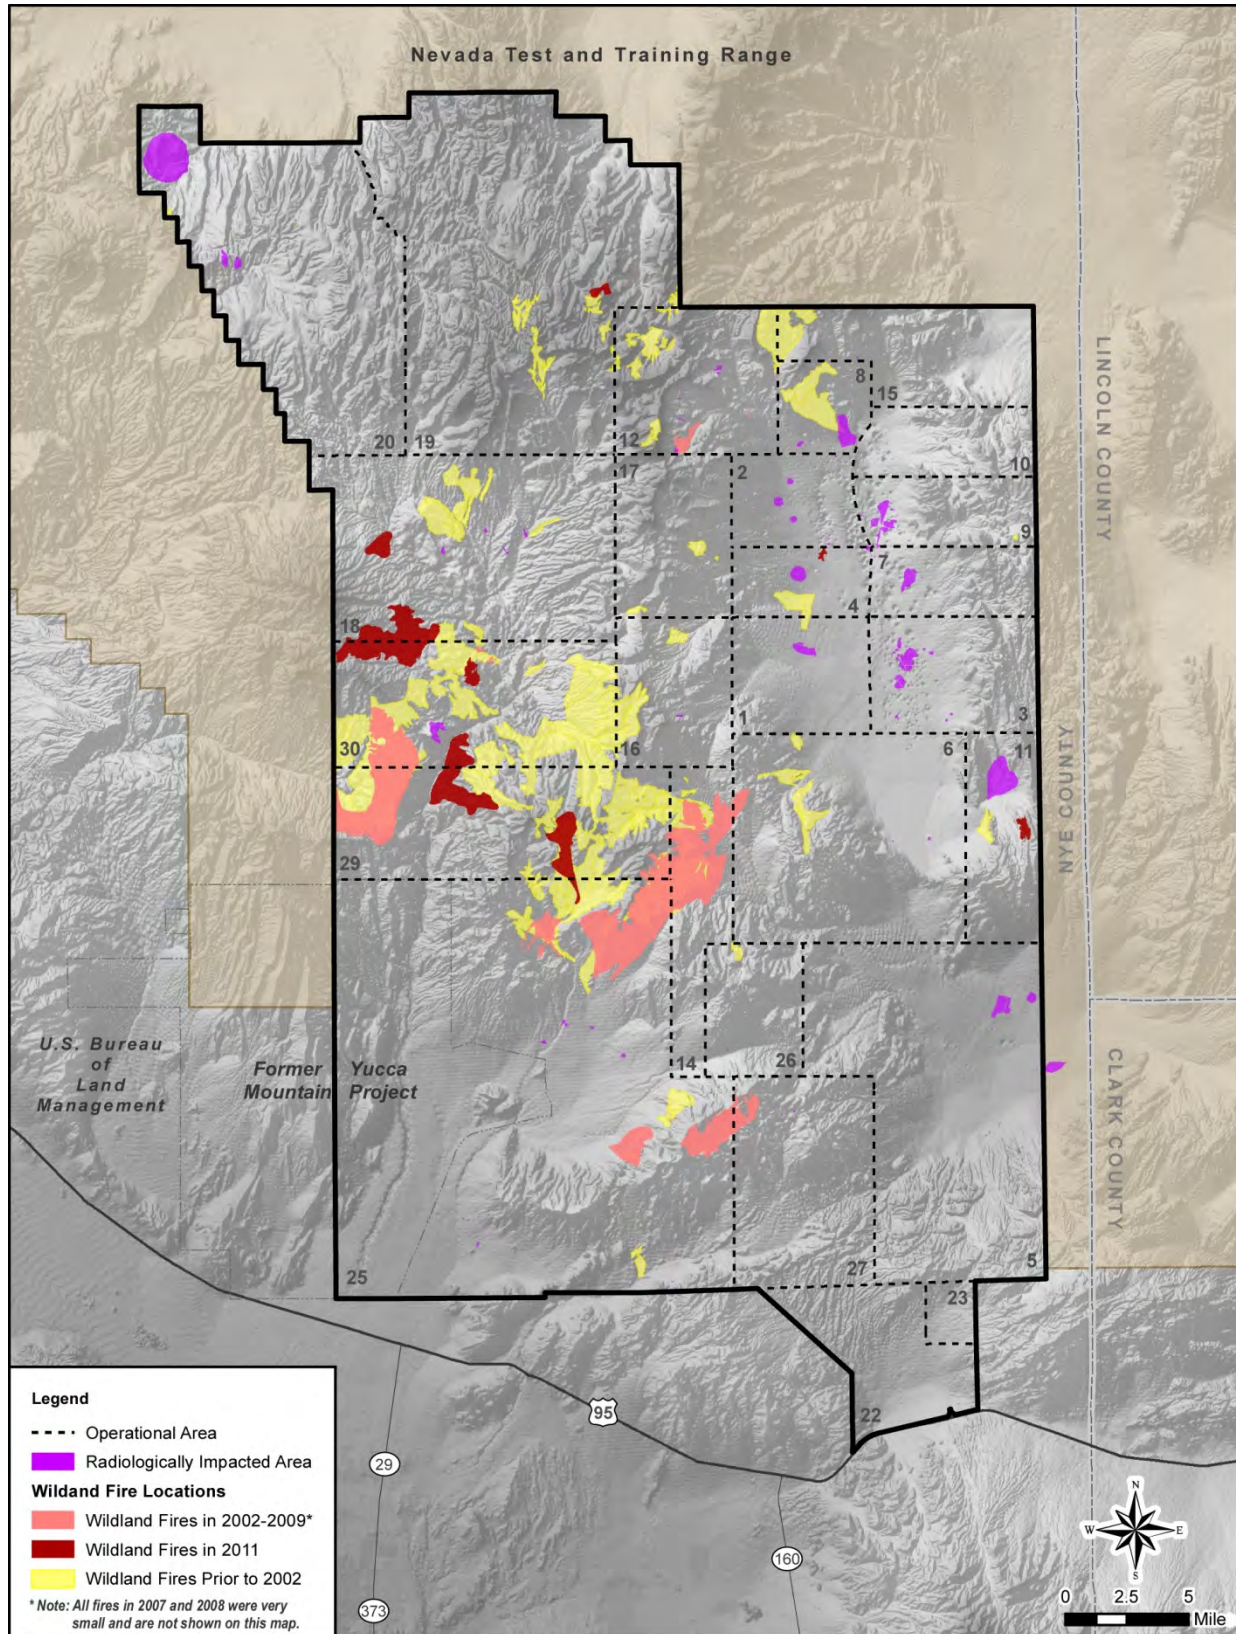 Nevada Test and Training Range
LINCOLN COUNTY
NYE COUNTY
CLARK COUNTY
8
15
20
19
12
17
2
10
9
7
4
18
1
3
30
16
6
11
29
14
26
U.S. Bureau
of
Land
Management
Former Yucca
Mountain Project
25
27
5
23
22
95
29
160
373
Legend
Operational Area
Radiologically Impacted Area
Wildland Fire Locations
Wildland Fires in 2002-2009*
Wildland Fires in 2011
Wildland Fires Prior to 2002
* Note: All fires in 2007 and 2008 were very
small and are not shown on this map.
N
W E
S
0 2.5 5
Mile